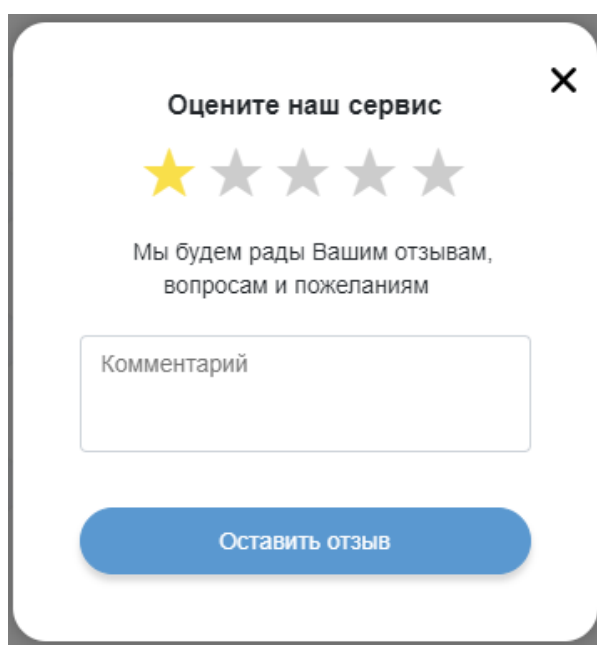 Оцените наш сервис
Мы будем рады Вашим отзывам,
вопросам и пожеланиям
Комментарий
Оставить отзыв